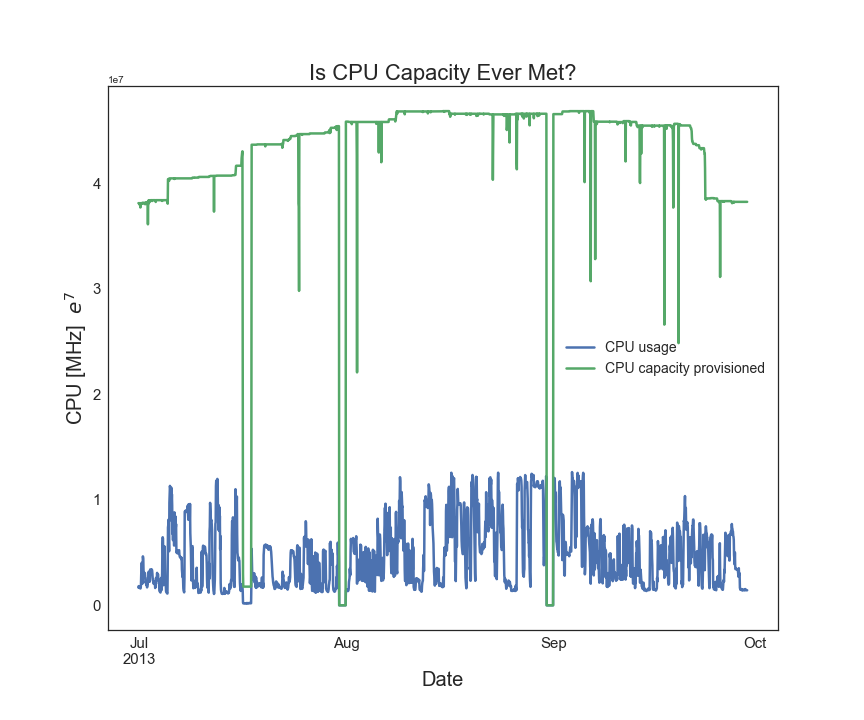 Is CPU Capacity Ever Met?
1e7
4
3
2
1
0
CPU [MHz] e⁷
CPU usage
CPU capacity provisioned
Jul Aug Sep Oct
2013
Date